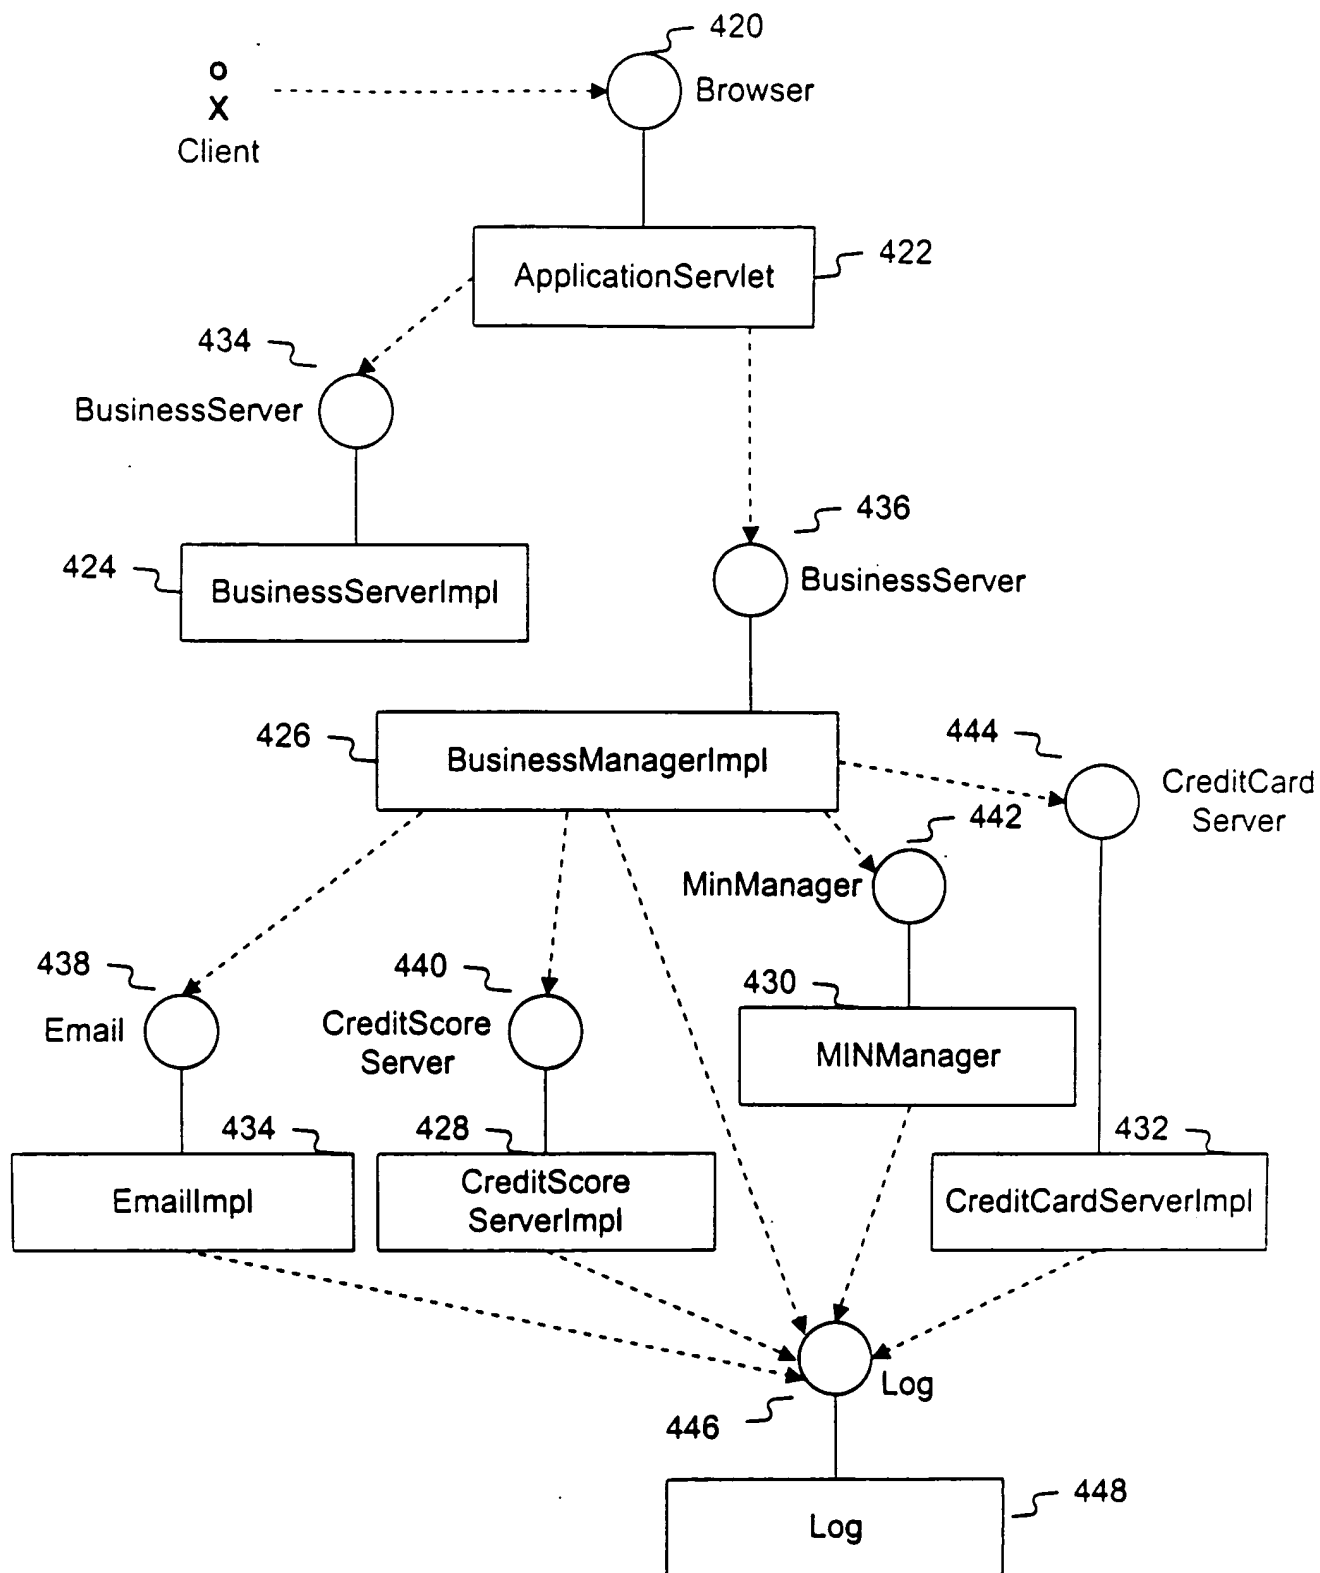 420
Browser
o
X
Client
422
ApplicationServlet
434
BusinessServer
436
BusinessServer
424
BusinessServerImpl
426
BusinessManagerImpl
444
CreditCard
Server
442
MinManager
438
Email
440
CreditScore
Server
430
MINManager
434
EmailImpl
428
CreditScore
ServerImpl
432
CreditCardServerImpl
Log
446
448
Log